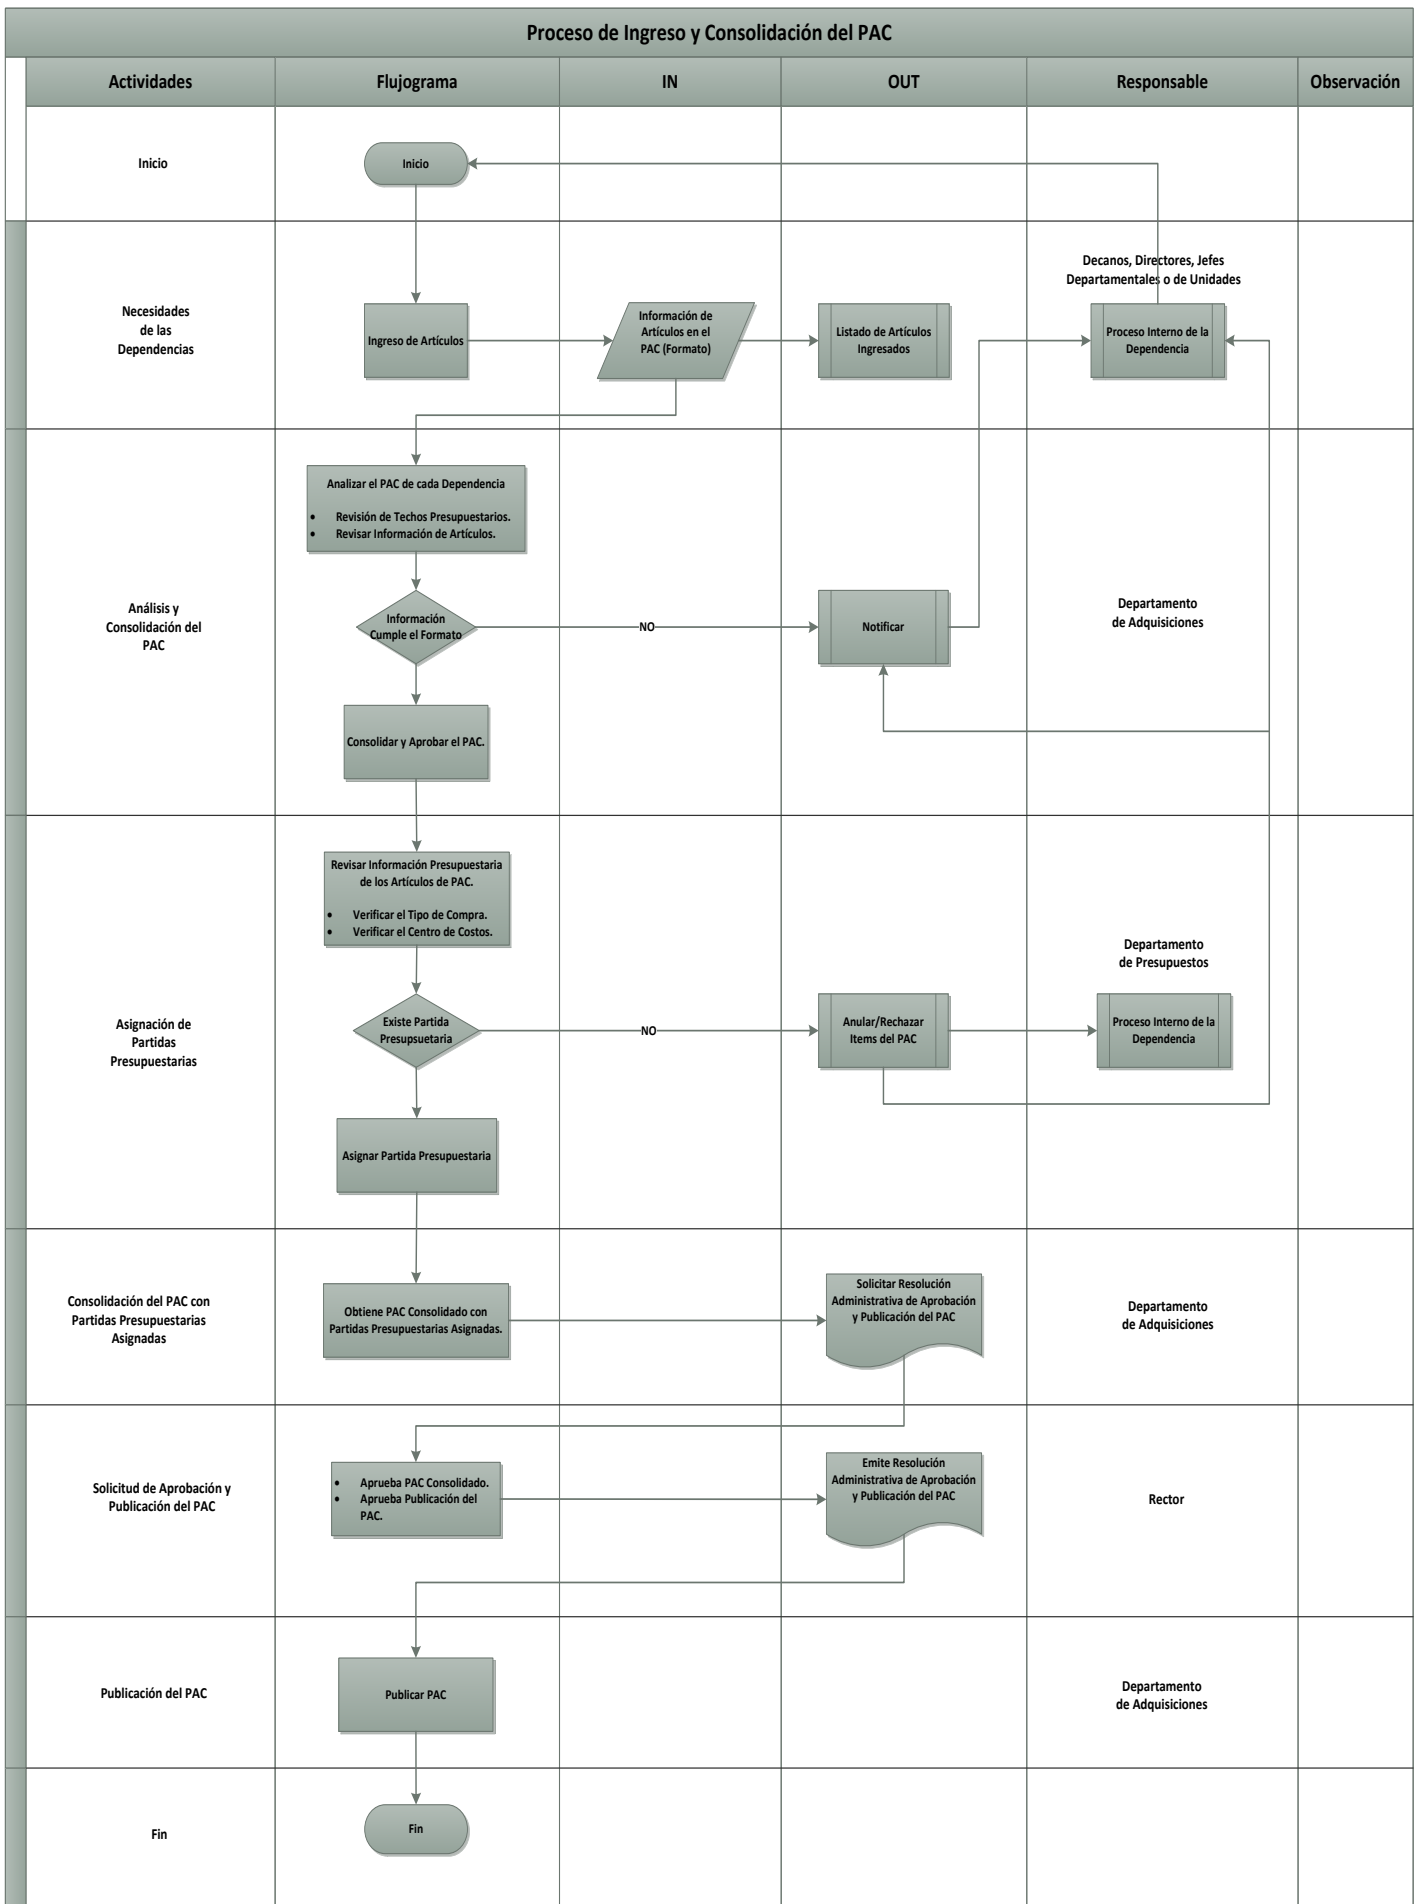 Proceso de Ingreso y Consolidación del PAC
Actividades
Flujograma
IN
OUT
Responsable
Observación
Inicio
Inicio
Necesidades
de las
Dependencias
Ingreso de Artículos
Información de
Artículos en el
PAC (Formato)
Listado de Artículos
Ingresados
Decanos, Directores, Jefes
Departamentales o de Unidades
Proceso Interno de la
Dependencia
Análisis y
Consolidación del
PAC
Analizar el PAC de cada Dependencia
• Revisión de Techos Presupuestarios.
• Revisar Información de Artículos.
Información
Cumple el Formato
NO
Notificar
Departamento
de Adquisiciones
Consolidar y Aprobar el PAC.
Asignación de
Partidas
Presupuestarias
Revisar Información Presupuestaria
de los Artículos de PAC.
• Verificar el Tipo de Compra.
• Verificar el Centro de Costos.
Existe Partida
Presupsuetaria
NO
Anular/Rechazar
Items del PAC
Departamento
de Presupuestos
Proceso Interno de la
Dependencia
Asignar Partida Presupuestaria
Consolidación del PAC con
Partidas Presupuestarias
Asignadas
Obtiene PAC Consolidado con
Partidas Presupuestarias Asignadas.
Solicitar Resolución
Administrativa de Aprobación
y Publicación del PAC
Departamento
de Adquisiciones
Solicitud de Aprobación y
Publicación del PAC
• Aprueba PAC Consolidado.
• Aprueba Publicación del
PAC.
Emite Resolución
Administrativa de Aprobación
y Publicación del PAC
Rector
Publicación del PAC
Publicar PAC
Departamento
de Adquisiciones
Fin
Fin